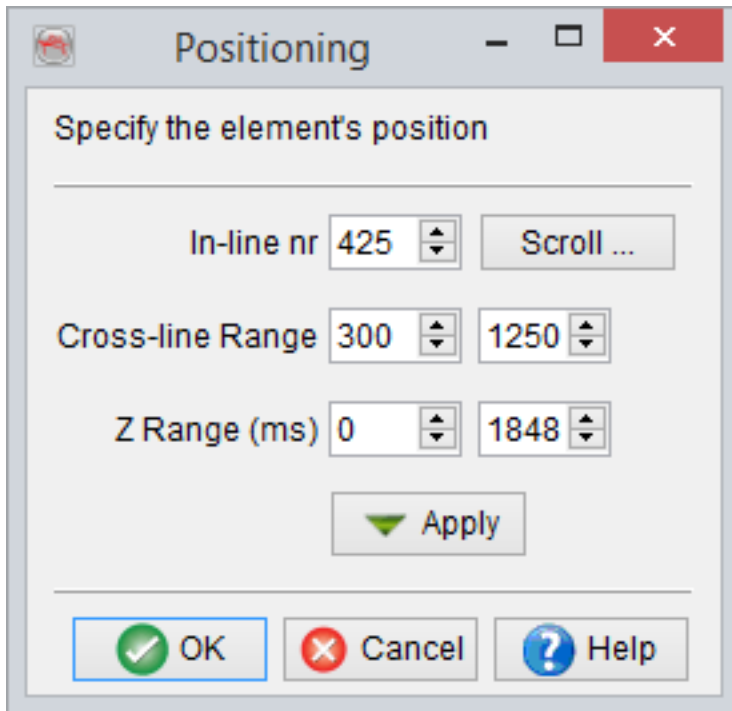 Positioning
Specify the element's position
In-line nr 425 Scroll ...
Cross-line Range 300 1250
Z Range (ms) 0 1848
Apply
OK Cancel Help